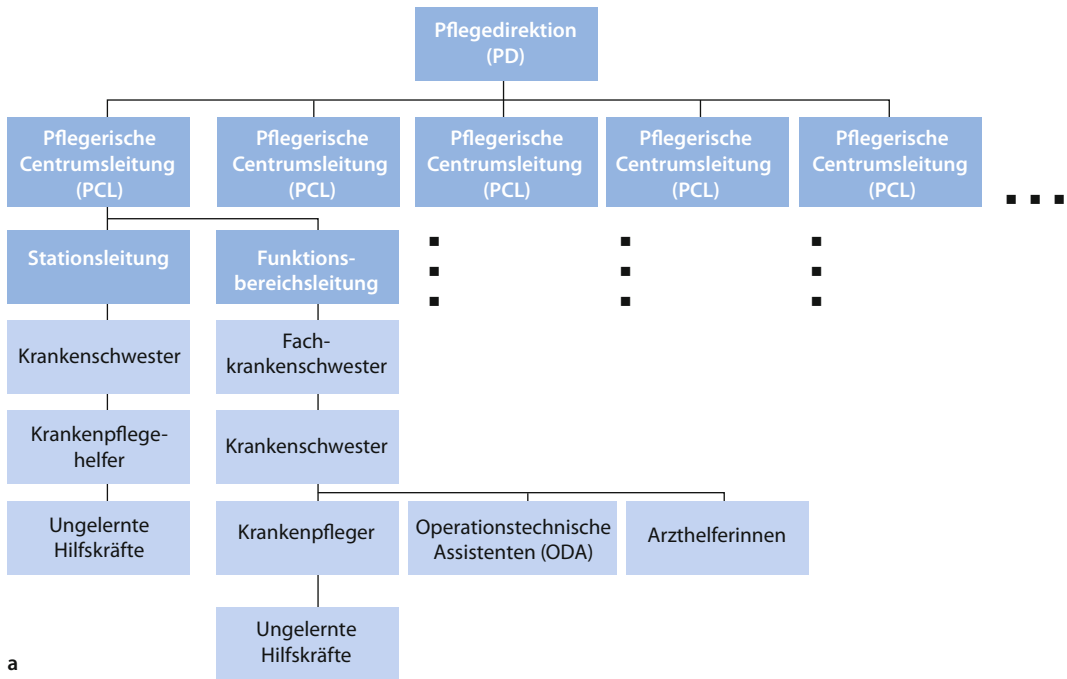 Pflegedirektion
(PD)
Pflegerische
Centrumsleitung
(PCL)
Pflegerische
Centrumsleitung
(PCL)
Pflegerische
Centrumsleitung
(PCL)
Pflegerische
Centrumsleitung
(PCL)
Pflegerische
Centrumsleitung
(PCL)
Stationsleitung
Funktions-
bereichsleitung
Krankenschwester
Fach-
krankenschwester
Krankenpflege-
helfer
Krankenschwester
Ungelernte
Hilfskräfte
Krankenpfleger
Operationstechnische
Assistenten (ODA)
Arzthelferinnen
Ungelernte
Hilfskräfte
a